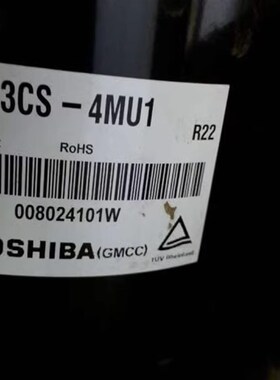 3CS-4MU1
R22
RoHS
008024101W
OSHIBA (GMCC)
TÜV Rheinland